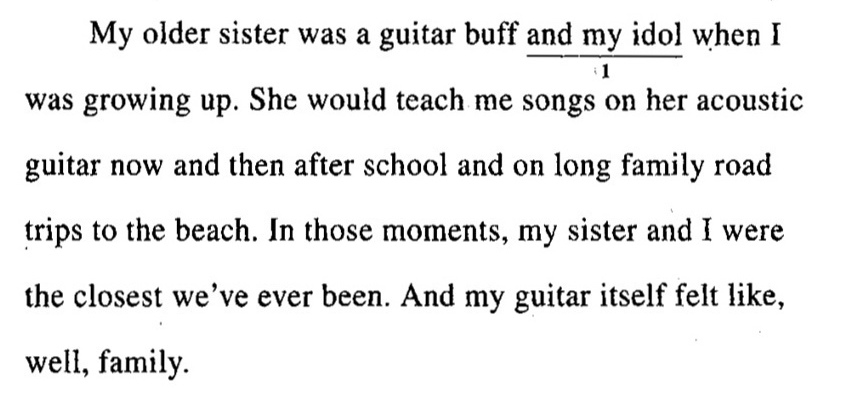 My older sister was a guitar buff and my idol when I
1
was growing up. She would teach me songs on her acoustic
guitar now and then after school and on long family road
trips to the beach. In those moments, my sister and I were
the closest we've ever been. And my guitar itself felt like,
well, family.